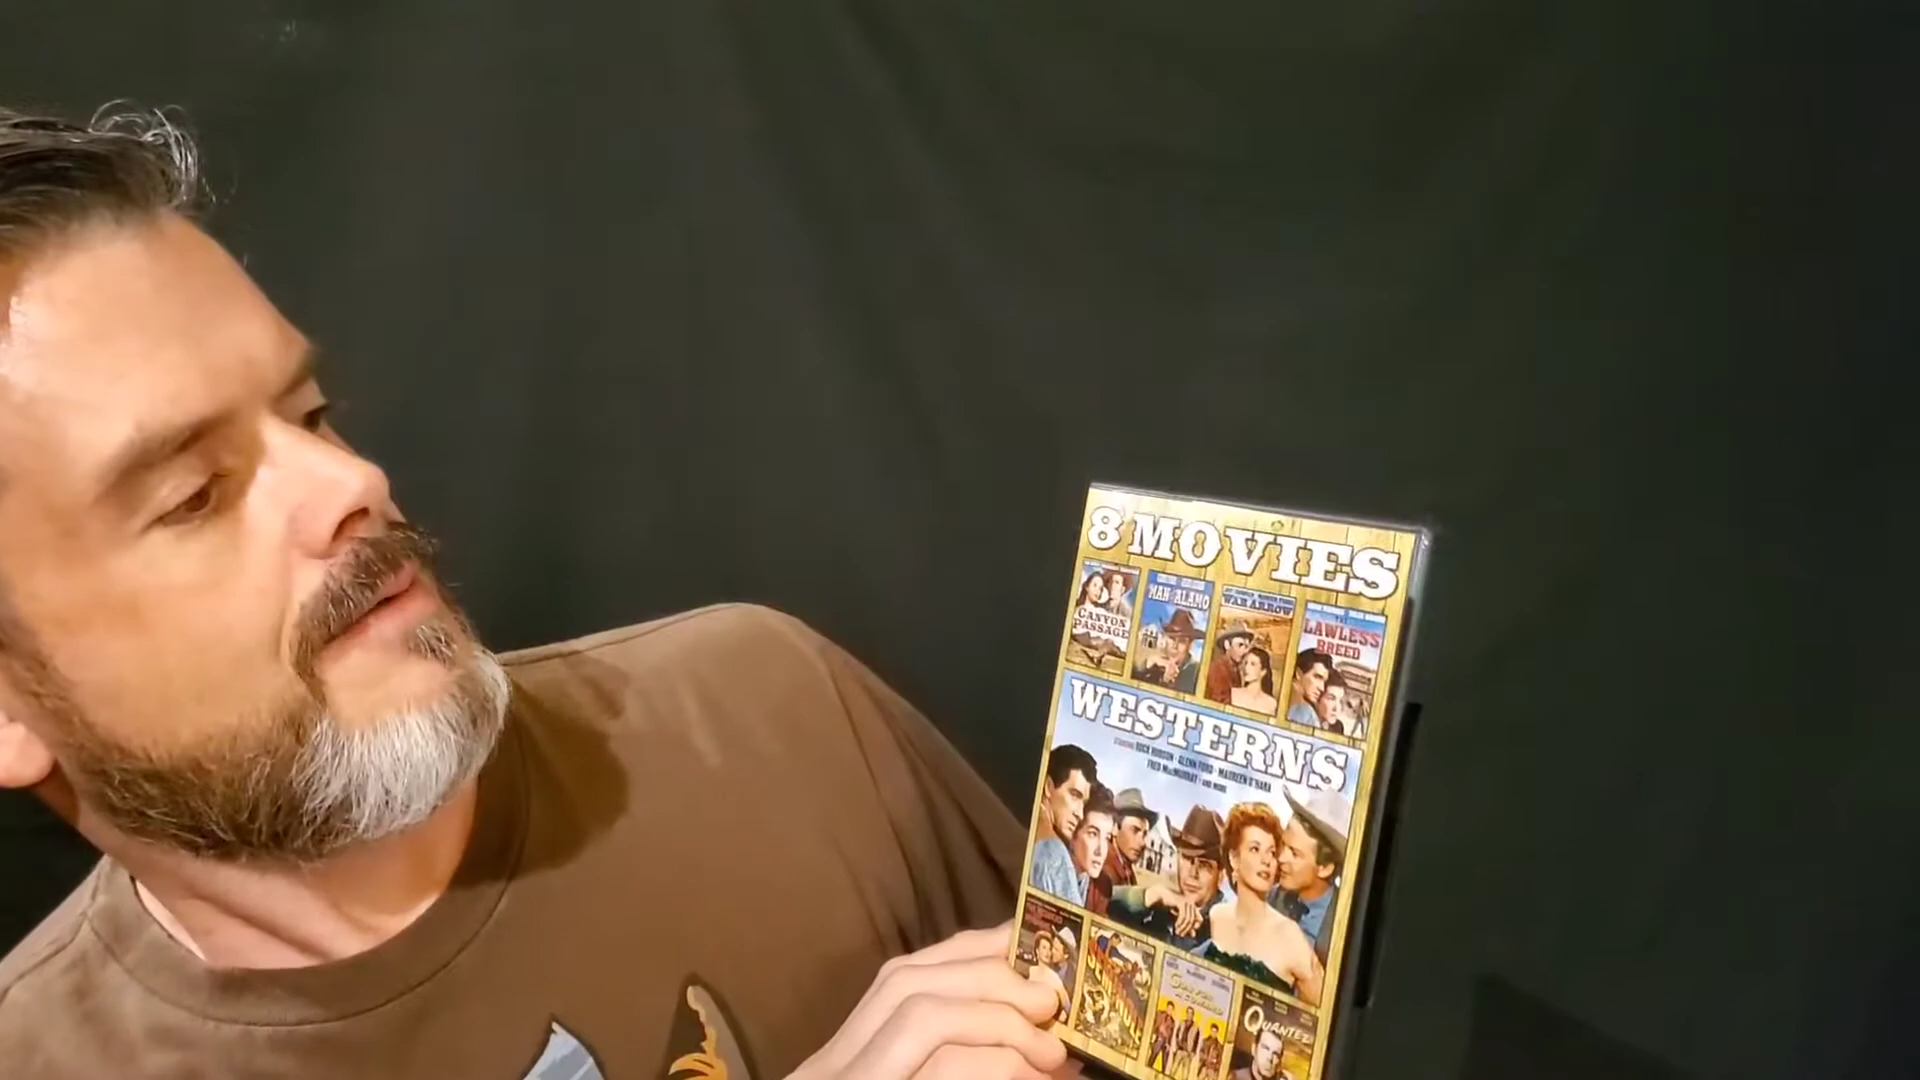 8 MOVIES
CANYON
PASSAGE
MAN ALAMO
WAR ARROW
THE
LAWLESS
BREED
WESTERNS
STARRING ROCK HUDSON · GLENN FORD · MAUREEN O'HARA
FRED MacMURRAY · AND MORE
QUANTEZ